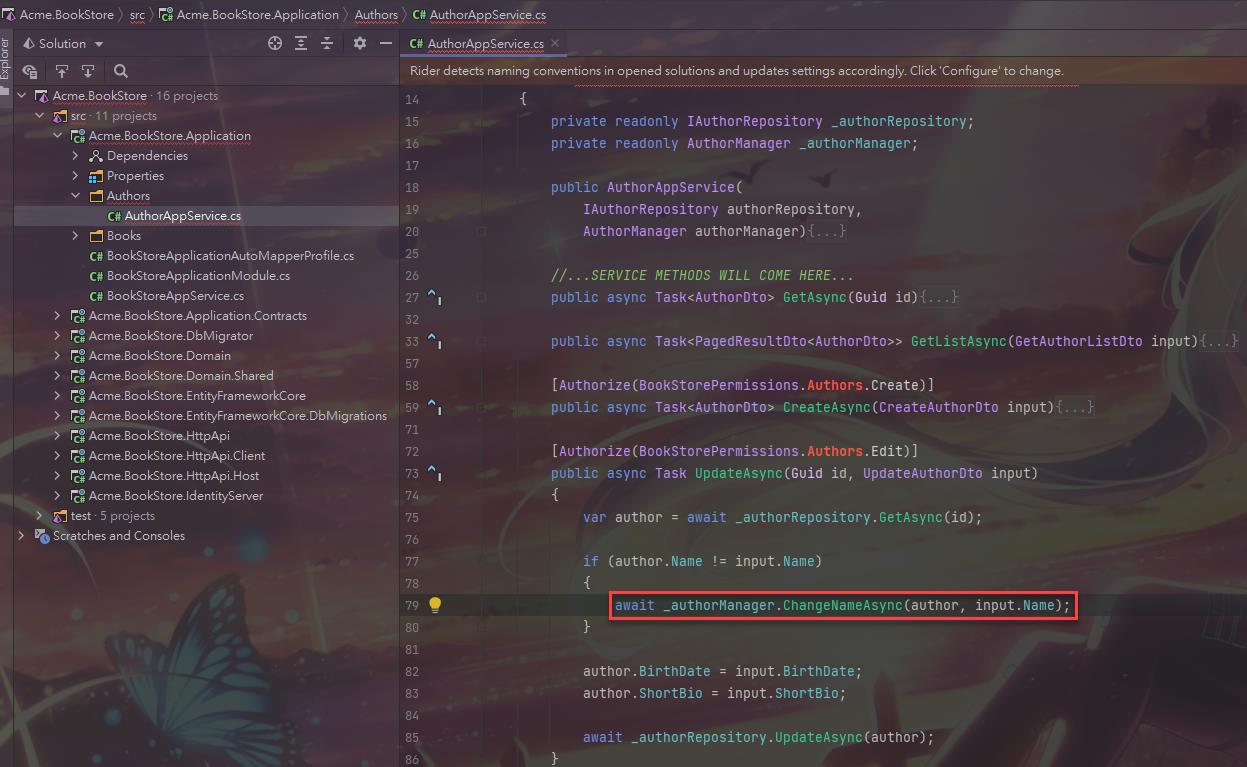 Acme.BookStore 〉 src 〉 C# Acme.BookStore.Application 〉 Authors 〉 C# AuthorAppService.cs
Explorer
Solution
C# AuthorAppService.cs ×
Rider detects naming conventions in opened solutions and updates settings accordingly. Click 'Configure' to change.
Acme.BookStore · 16 projects
src · 11 projects
C# Acme.BookStore.Application
Dependencies
Properties
Authors
C# AuthorAppService.cs
Books
C# BookStoreApplicationAutoMapperProfile.cs
C# BookStoreApplicationModule.cs
C# BookStoreAppService.cs
C# Acme.BookStore.Application.Contracts
C# Acme.BookStore.DbMigrator
C# Acme.BookStore.Domain
C# Acme.BookStore.Domain.Shared
C# Acme.BookStore.EntityFrameworkCore
C# Acme.BookStore.EntityFrameworkCore.DbMigrations
C# Acme.BookStore.HttpApi
C# Acme.BookStore.HttpApi.Client
C# Acme.BookStore.HttpApi.Host
C# Acme.BookStore.IdentityServer
test · 5 projects
Scratches and Consoles
14 {
15 private readonly IAuthorRepository _authorRepository;
16 private readonly AuthorManager _authorManager;
17
18 public AuthorAppService(
19 IAuthorRepository authorRepository,
20 AuthorManager authorManager){...}
25
26 //...SERVICE METHODS WILL COME HERE...
27 public async Task<AuthorDto> GetAsync(Guid id){...}
32
33 public async Task<PagedResultDto<AuthorDto>> GetListAsync(GetAuthorListDto input){...}
57
58 [Authorize(BookStorePermissions.Authors.Create)]
59 public async Task<AuthorDto> CreateAsync(CreateAuthorDto input){...}
71
72 [Authorize(BookStorePermissions.Authors.Edit)]
73 public async Task UpdateAsync(Guid id, UpdateAuthorDto input)
74 {
75 var author = await _authorRepository.GetAsync(id);
76
77 if (author.Name != input.Name)
78 {
79 await _authorManager.ChangeNameAsync(author, input.Name);
80 }
81
82 author.BirthDate = input.BirthDate;
83 author.ShortBio = input.ShortBio;
84
85 await _authorRepository.UpdateAsync(author);
86 }